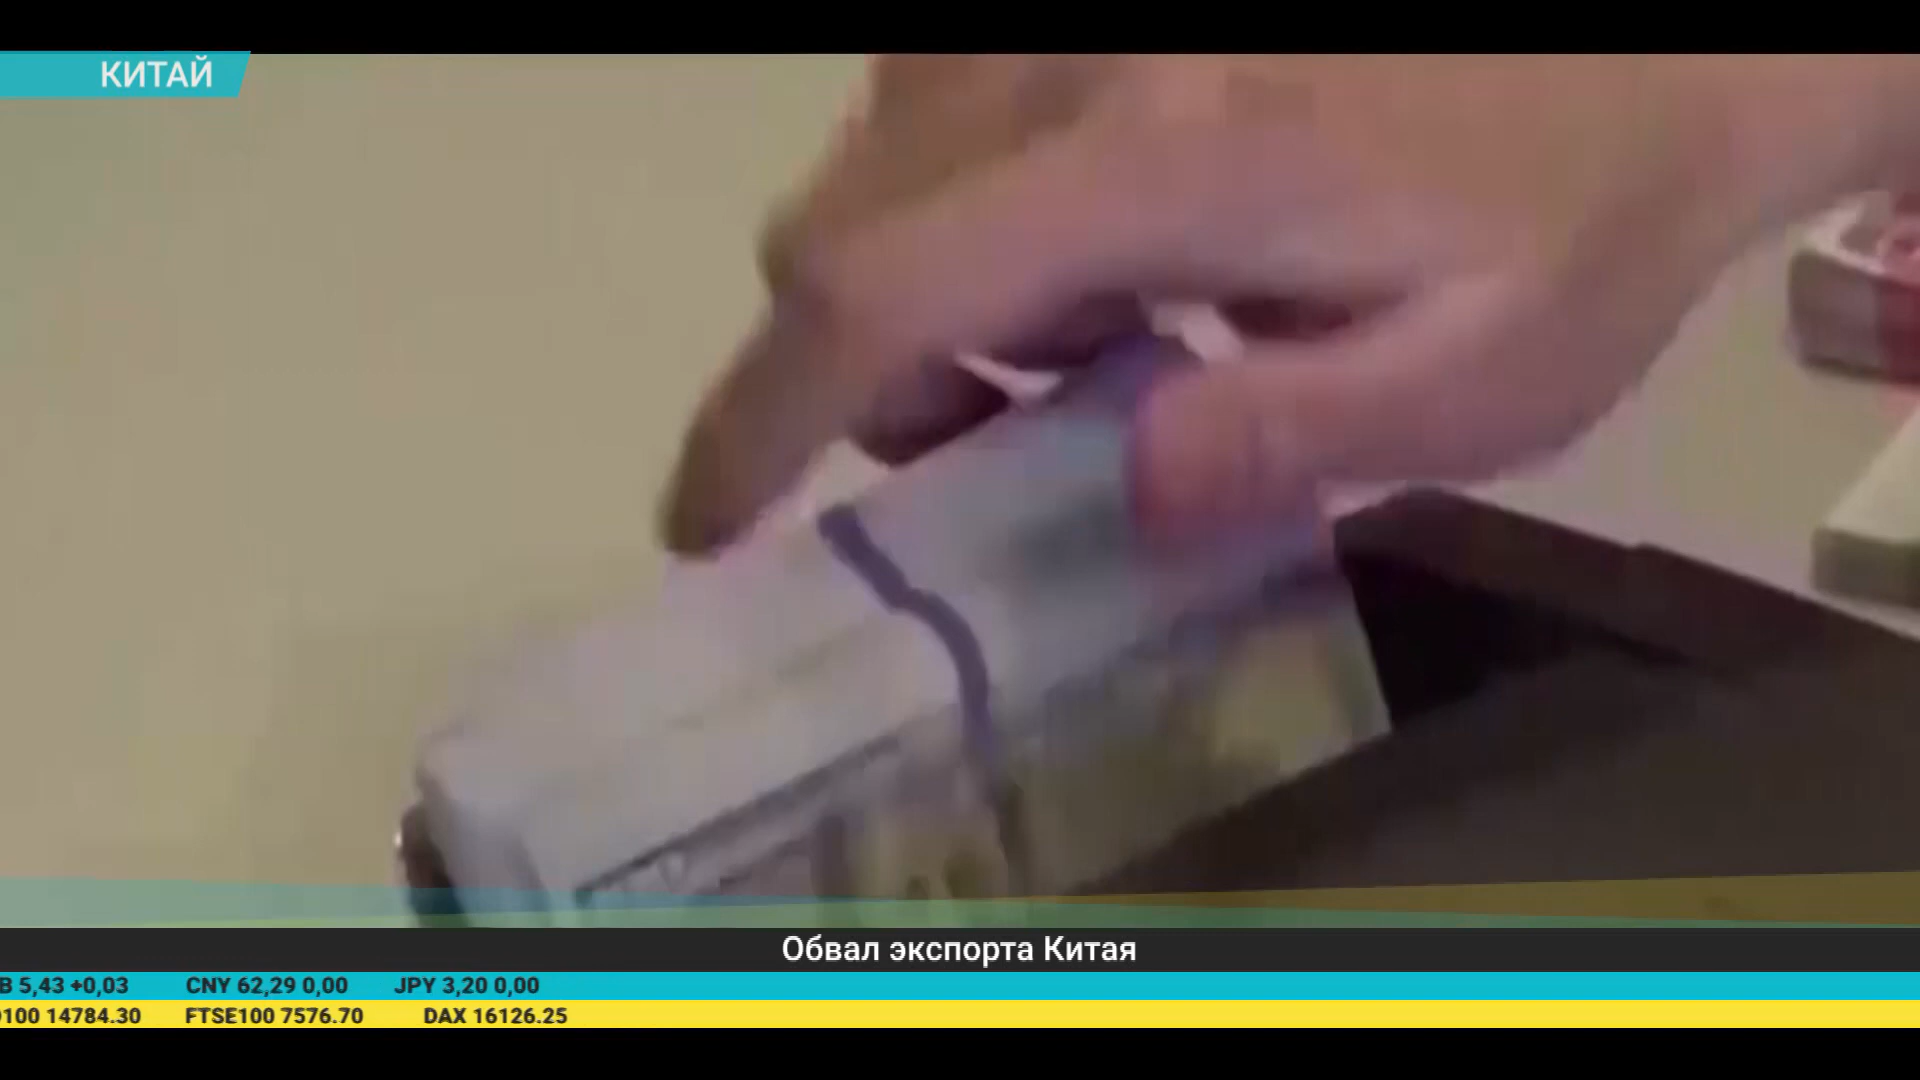 КИТАЙ
Обвал экспорта Китая
B 5,43 +0,03 CNY 62,29 0,00 JPY 3,20 0,00
100 14784.30 FTSE100 7576.70 DAX 16126.25